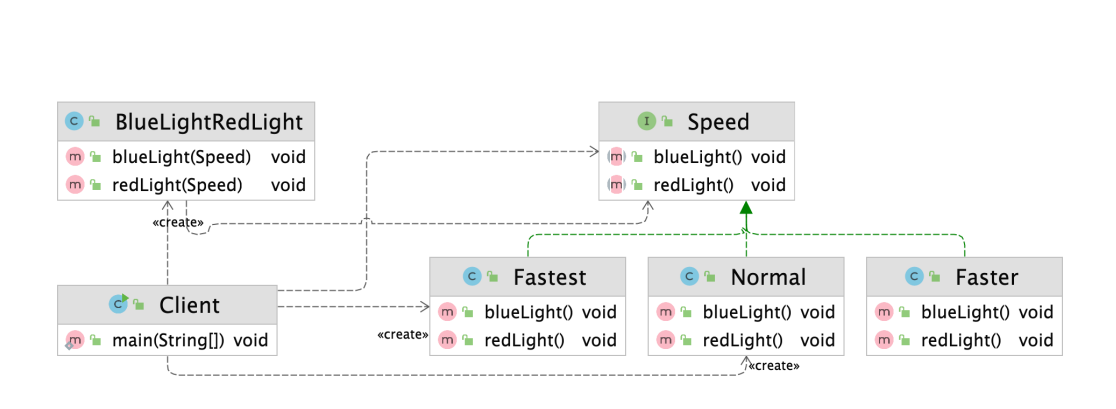 BlueLightRedLight
blueLight(Speed) void
redLight(Speed) void
I Speed
blueLight() void
redLight() void
«create»
C Client
m main(String[]) void
«create»
C Fastest
m blueLight() void
m redLight() void
C Normal
m blueLight() void
m redLight() void
«create»
C Faster
m blueLight() void
m redLight() void